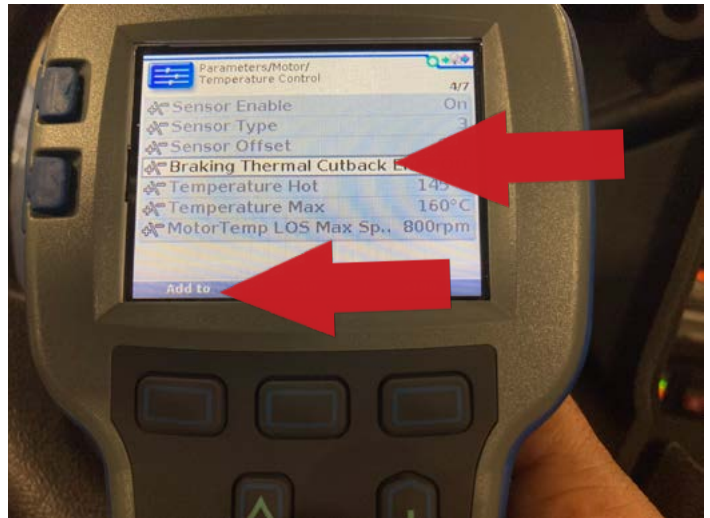 Parameters/Motor/
Temperature Control
4/7
Sensor Enable On
Sensor Type 3
Sensor Offset
Braking Thermal Cutback
Temperature Hot
Temperature Max 160°C
MotorTemp LOS Max Sp.. 800rpm
Add to